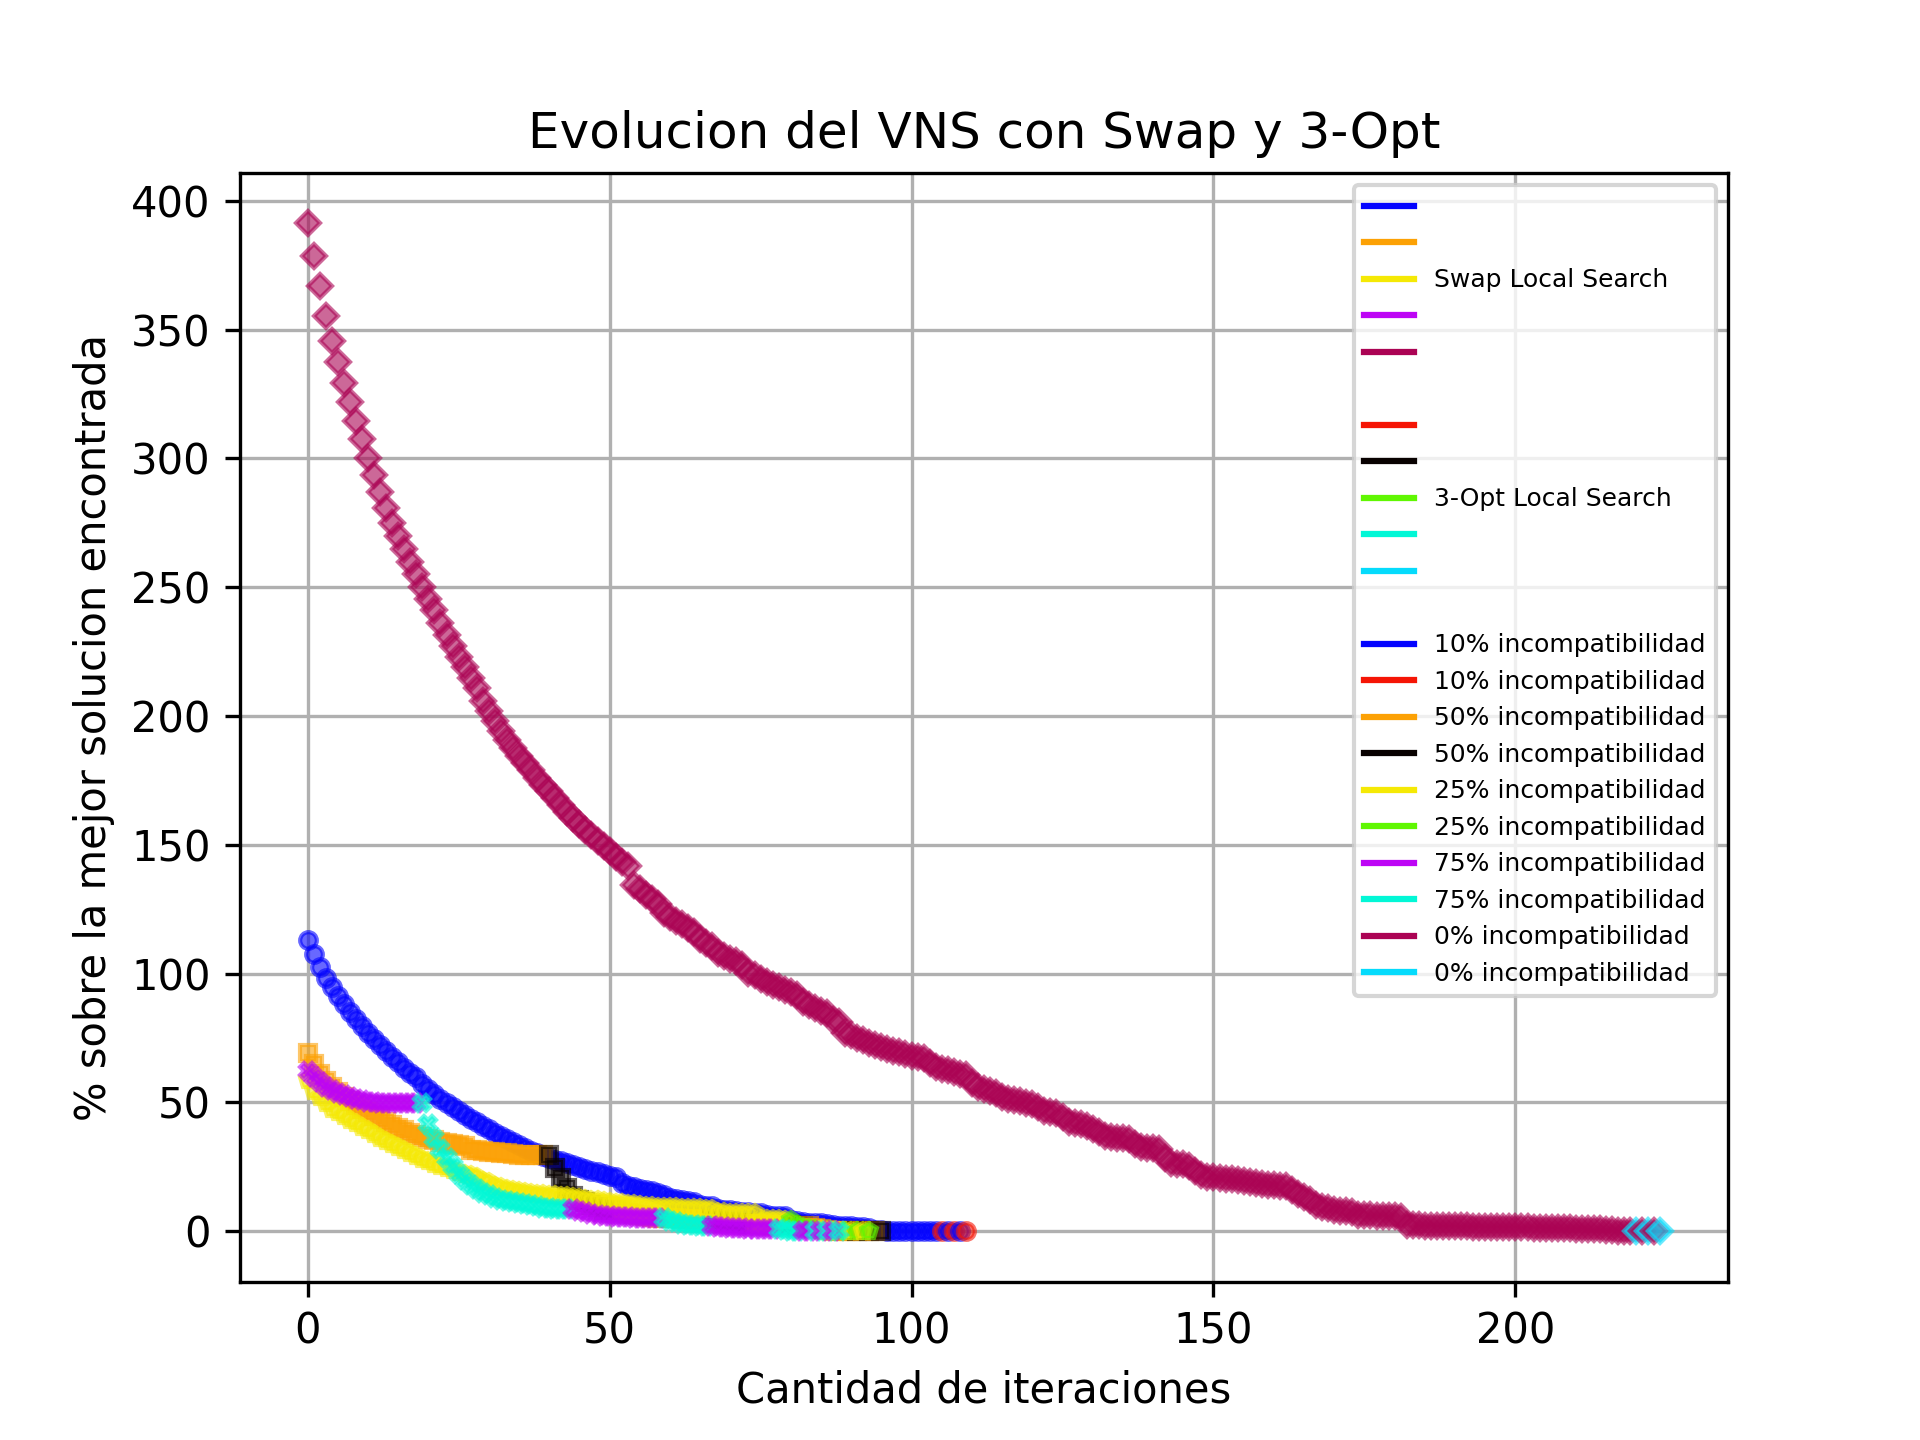 Evolucion del VNS con Swap y 3-Opt
% sobre la mejor solucion encontrada
400
350
300
250
200
150
100
50
0
Swap Local Search
3-Opt Local Search
10% incompatibilidad
10% incompatibilidad
50% incompatibilidad
50% incompatibilidad
25% incompatibilidad
25% incompatibilidad
75% incompatibilidad
75% incompatibilidad
0% incompatibilidad
0% incompatibilidad
0 50 100 150 200
Cantidad de iteraciones